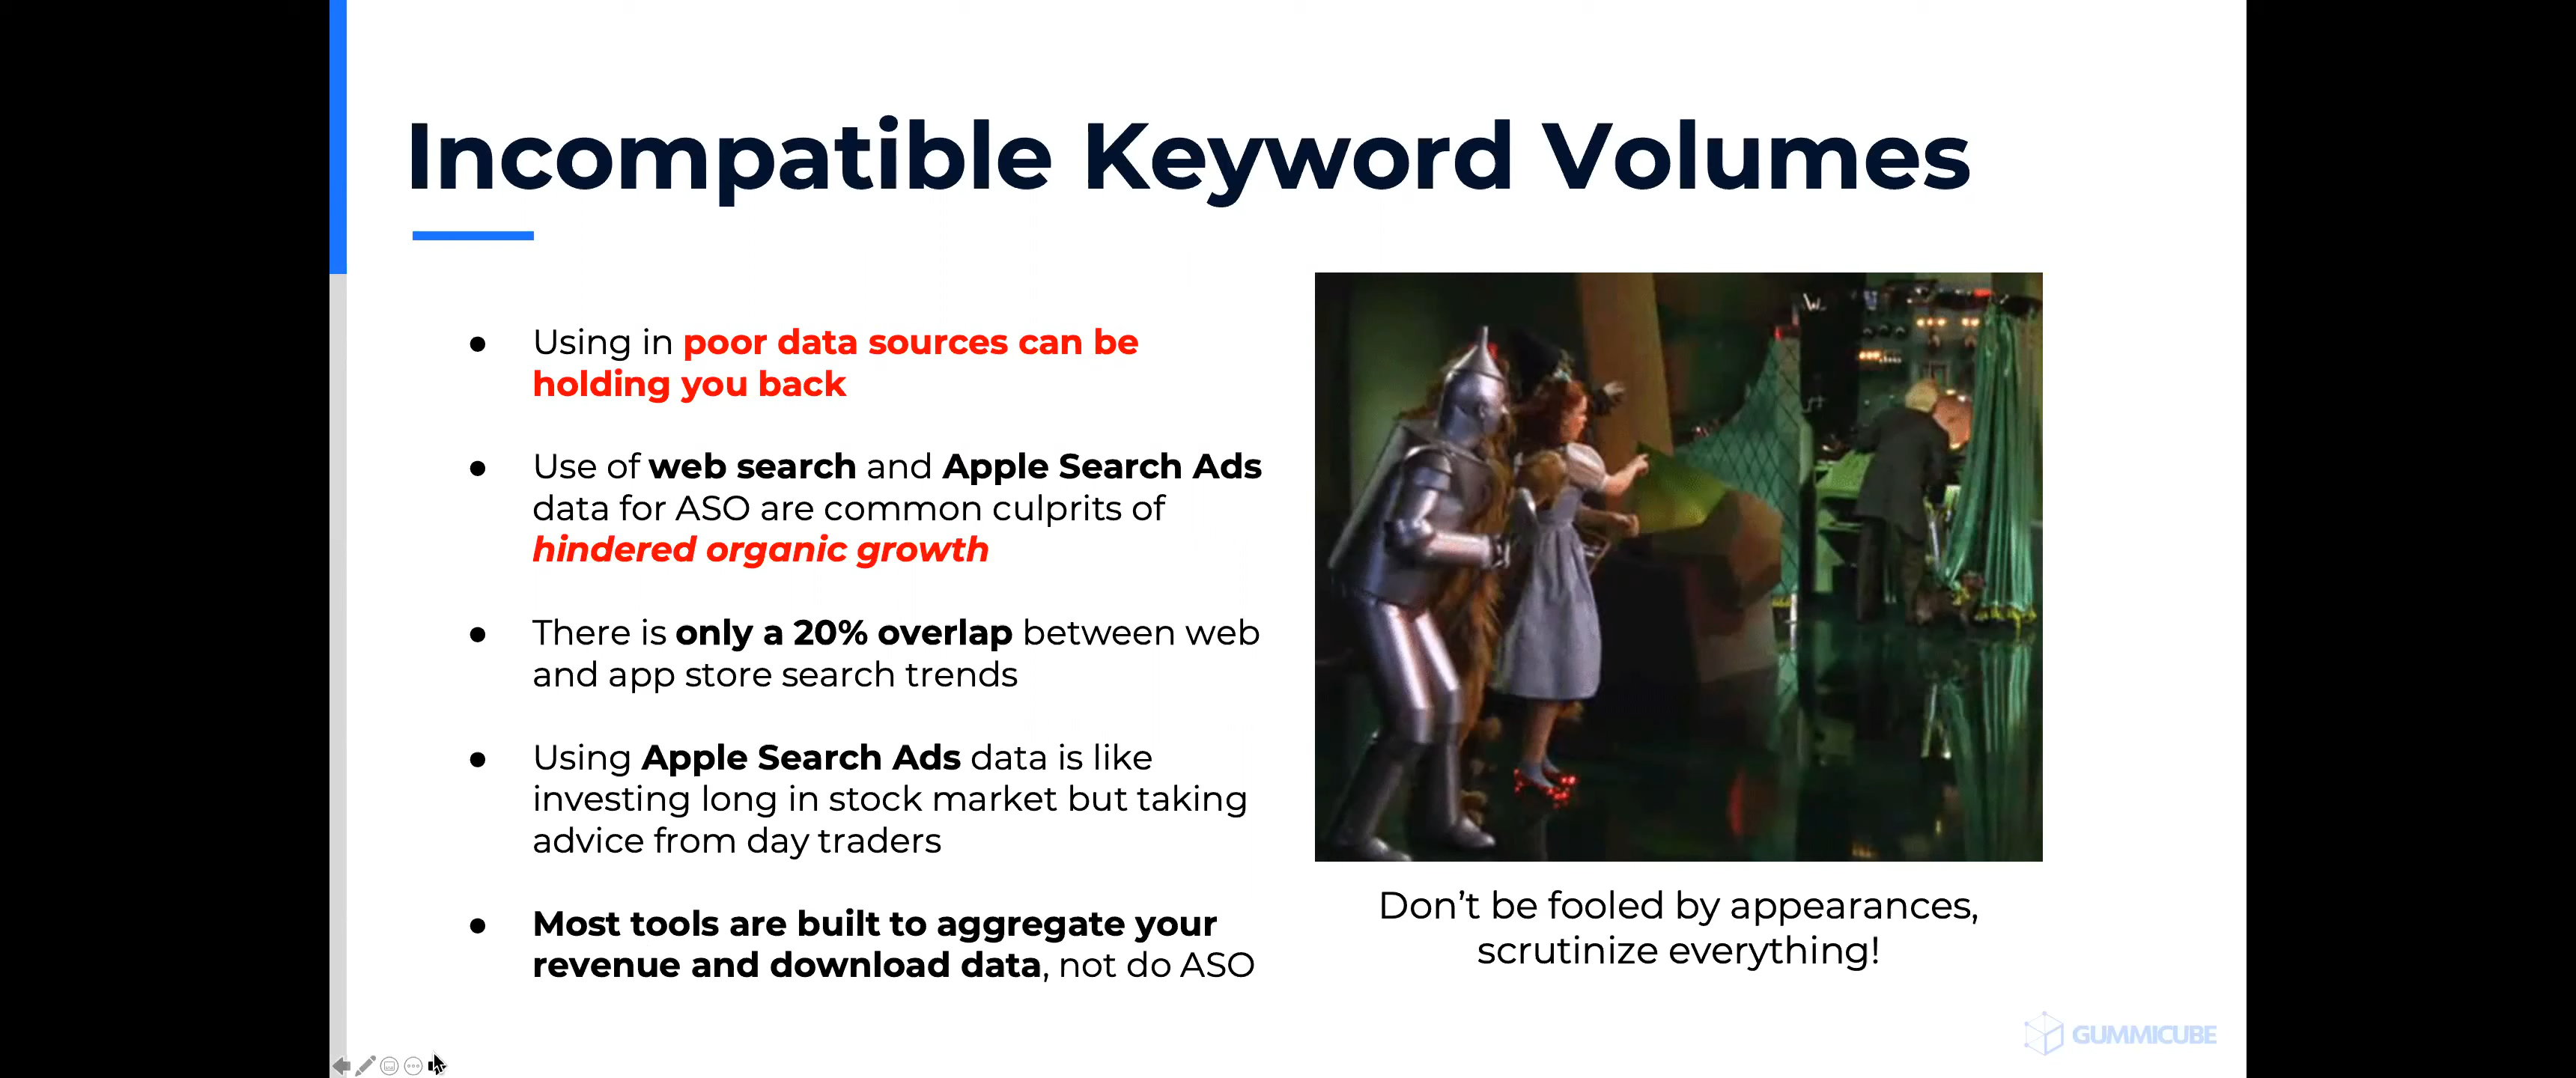 Incompatible Keyword Volumes
● Using in poor data sources can be
holding you back
● Use of web search and Apple Search Ads
data for ASO are common culprits of
hindered organic growth
● There is only a 20% overlap between web
and app store search trends
● Using Apple Search Ads data is like
investing long in stock market but taking
advice from day traders
● Most tools are built to aggregate your
revenue and download data, not do ASO
Don’t be fooled by appearances,
scrutinize everything!
GUMMICUBE